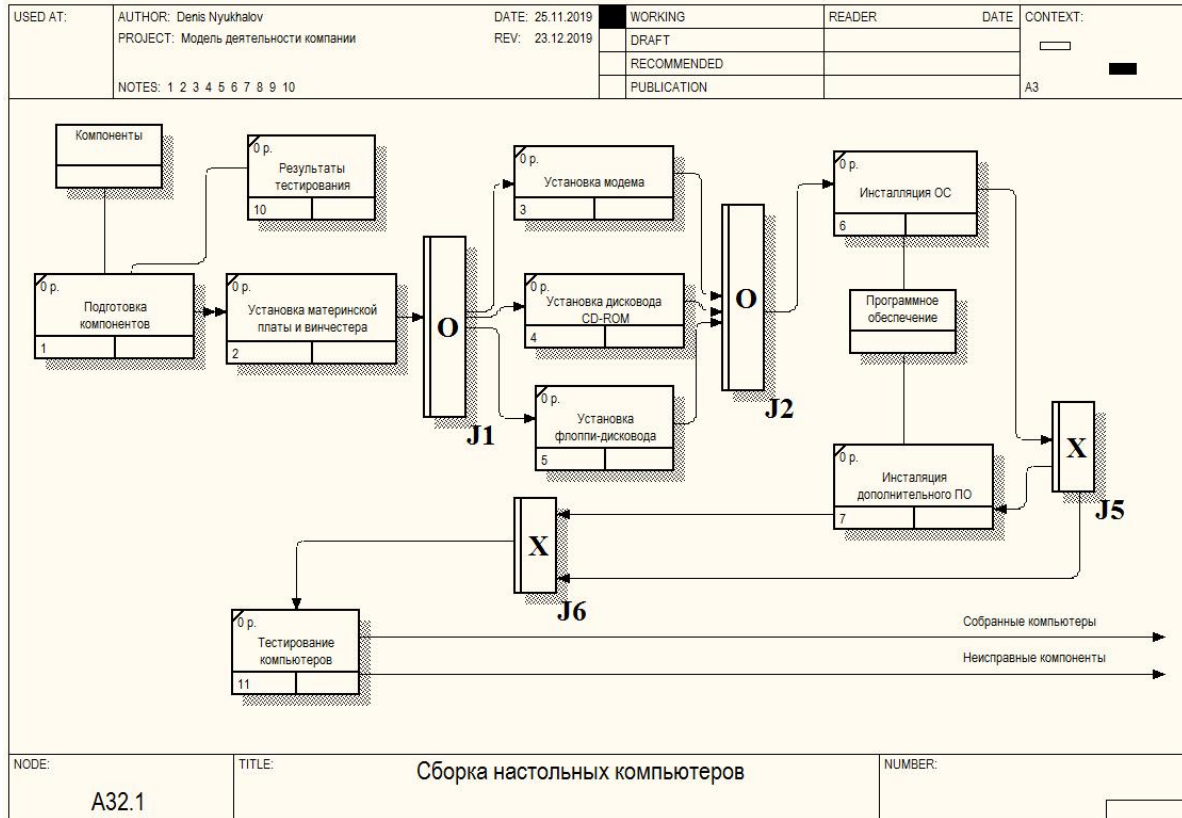 USED AT:
AUTHOR: Denis Nyukhalov
DATE: 25.11.2019
WORKING
READER
DATE
CONTEXT:
PROJECT: Модель деятельности компании
REV: 23.12.2019
DRAFT
RECOMMENDED
NOTES: 1 2 3 4 5 6 7 8 9 10
PUBLICATION
A3
Компоненты
0 р.
Результаты
тестирования
10
0 р.
Установка модема
3
0 р.
Инсталляция ОС
6
0 р.
Подготовка
компонентов
1
0 р.
Установка материнской
платы и винчестера
2
O
J1
0 р.
Установка дисковода
CD-ROM
4
O
J2
Программное
обеспечение
0 р.
Установка
флоппи-дисковода
5
0 р.
Инсталяция
дополнительного ПО
7
X
J5
X
J6
0 р.
Тестирование
компьютеров
11
Собранные компьютеры
Неисправные компоненты
NODE:
A32.1
TITLE:
Сборка настольных компьютеров
NUMBER: